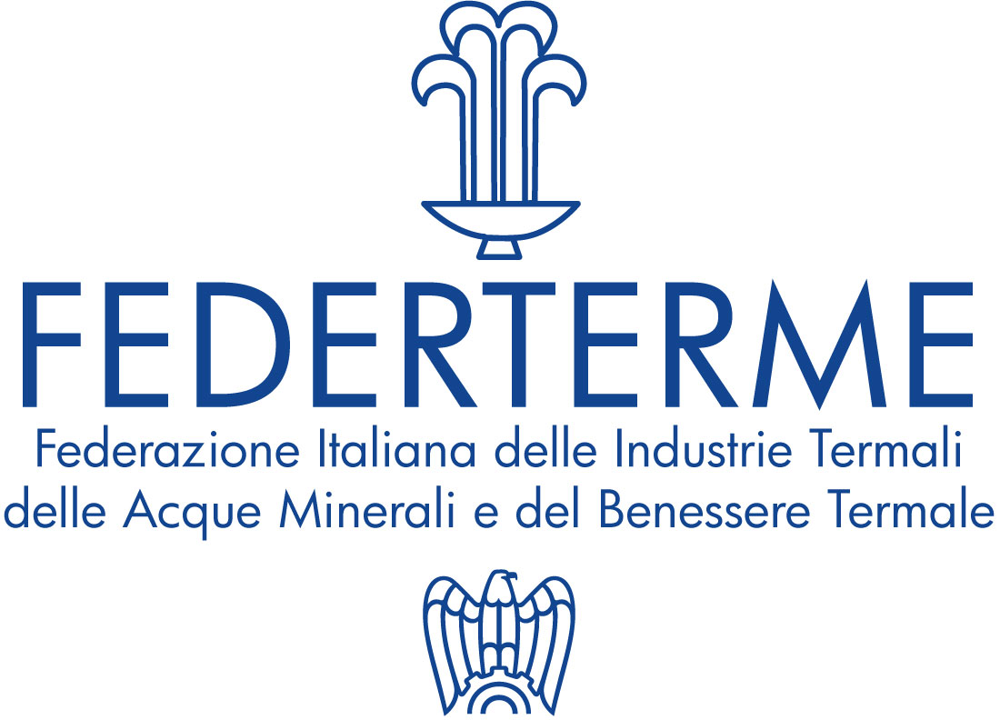 FEDERTERME
Federazione Italiana delle Industrie Termali
delle Acque Minerali e del Benessere Termale